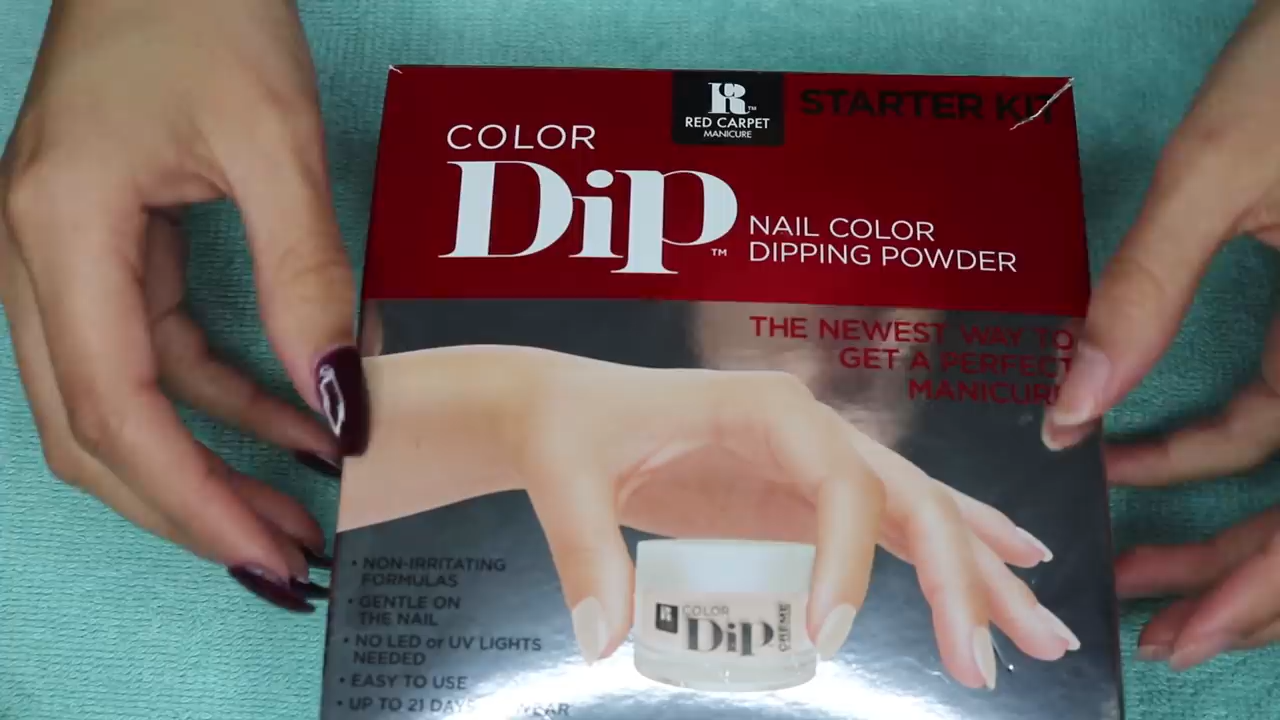 R™
RED CARPET
MANICURE
STARTER KIT
COLOR
Dip™
NAIL COLOR
DIPPING POWDER
THE NEWEST WAY TO
GET A PERFECT
MANICURE
• NON-IRRITATING
FORMULAS
• GENTLE ON
THE NAIL
• NO LED or UV LIGHTS
NEEDED
• EASY TO USE
• UP TO 21 DAYS WEAR
COLOR
Dip
CRÈME